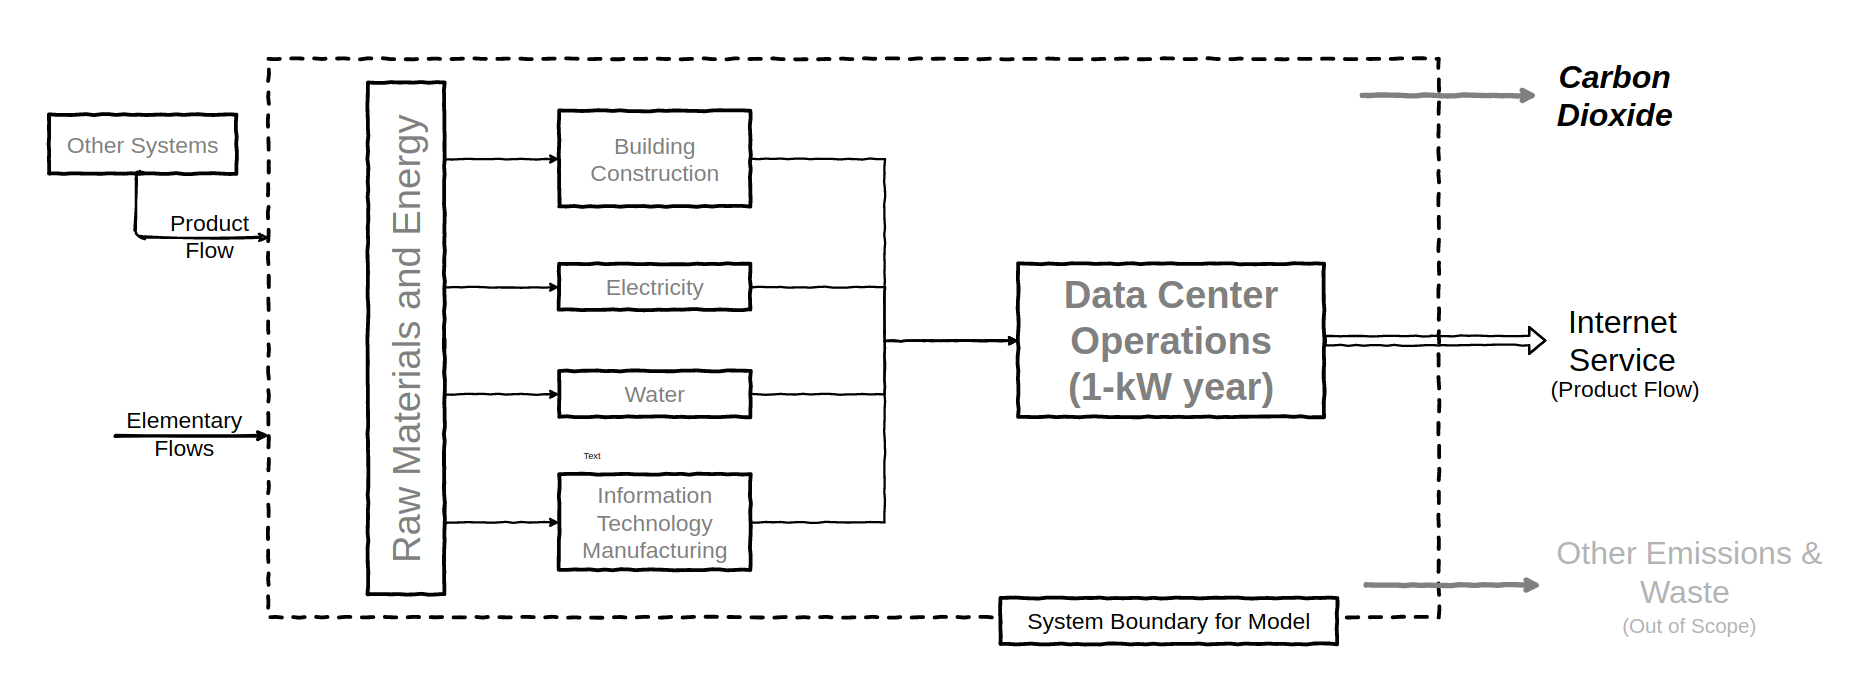 Other Systems
Product
Flow
Elementary
Flows
Raw Materials and Energy
Building
Construction
Electricity
Water
Text
Information
Technology
Manufacturing
Data Center
Operations
(1-kW year)
System Boundary for Model
Carbon
Dioxide
Internet
Service
(Product Flow)
Other Emissions &
Waste
(Out of Scope)